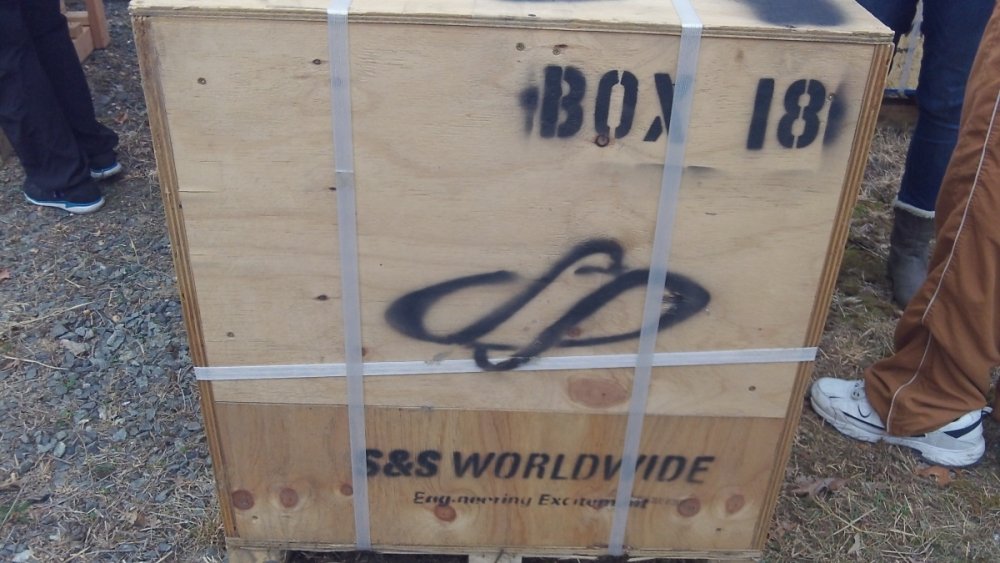 BOX 18
S&S WORLDWIDE
Engineering Excitement